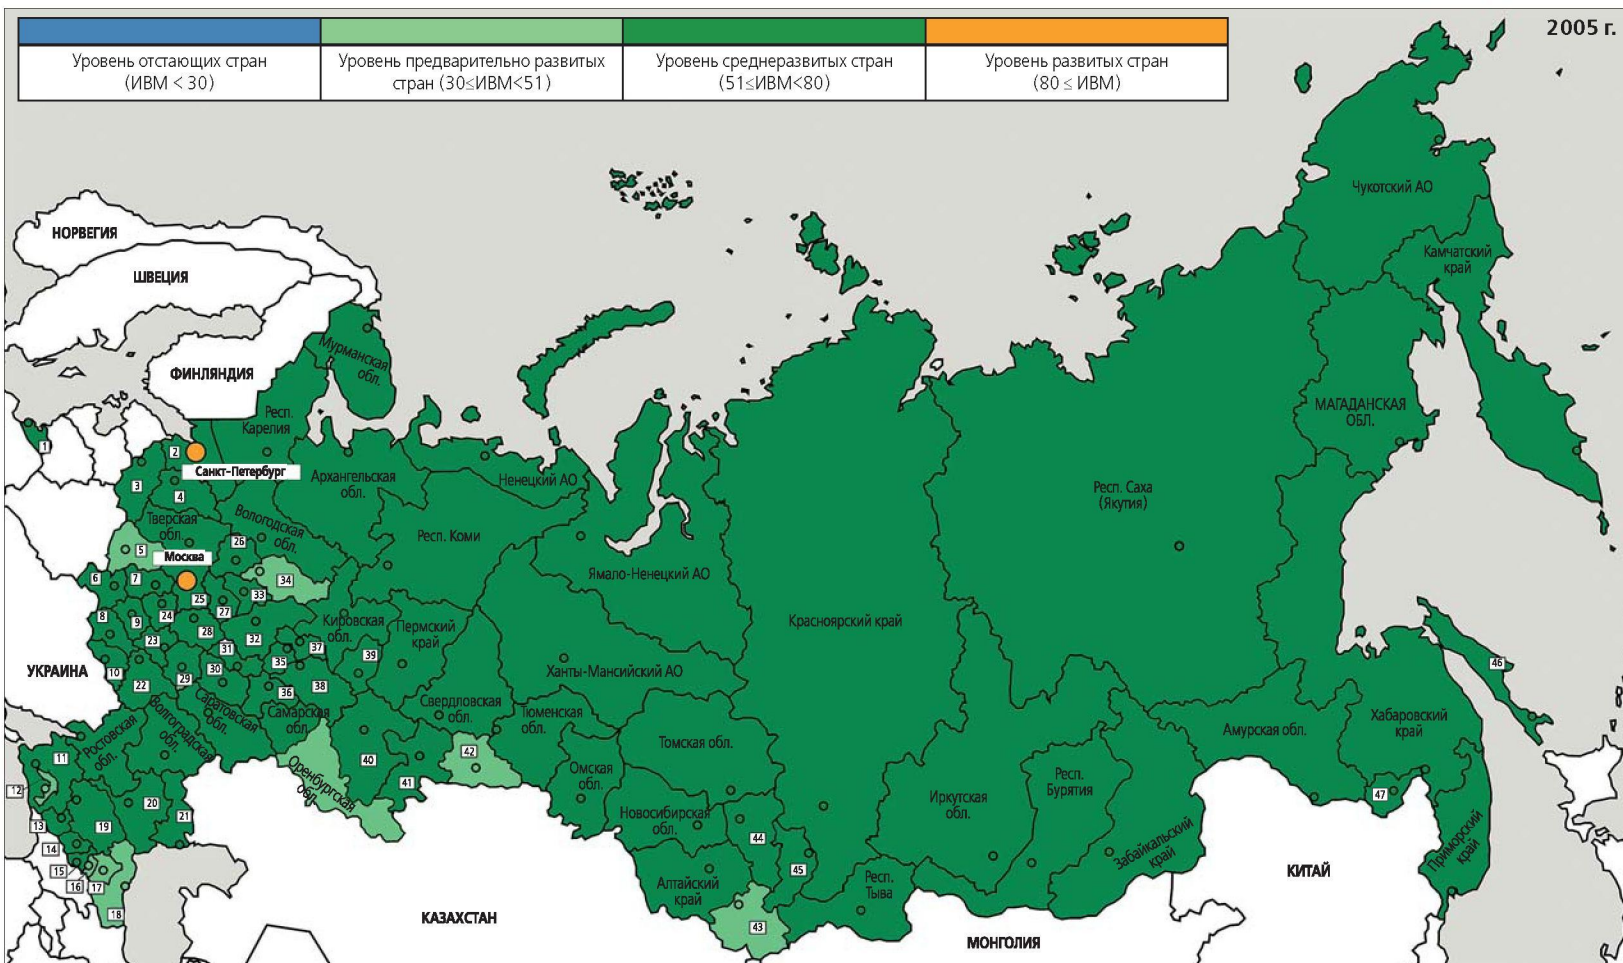 2005 г.
Уровень отстающих стран
(ИВМ < 30)
Уровень предварительно развитых
стран (30≤ИВМ<51)
Уровень среднеразвитых стран
(51≤ИВМ<80)
Уровень развитых стран
(80 ≤ ИВМ)
Чукотский АО
Камчатский
край
НОРВЕГИЯ
ШВЕЦИЯ
ФИНЛЯНДИЯ
Мурманская
обл.
Респ.
Карелия
МАГАДАНСКАЯ
ОБЛ.
1
2
Санкт-Петербург
Архангельская
обл.
Ненецкий АО
Респ. Саха
(Якутия)
3
4
Тверская
обл.
Вологодская
обл.
Респ. Коми
26
5
Москва
Ямало-Ненецкий АО
6
7
34
33
25
27
8
9
24
28
23
32
31
Кировская
обл.
Пермский
край
Красноярский край
37
39
35
УКРАИНА
10
22
29
30
36
38
Ханты-Мансийский АО
46
Саратовская
обл.
Самарская
обл.
Свердловская
обл.
Тюменская
обл.
Ростовская
обл.
Волгоградская
обл.
Томская обл.
Амурская обл.
Хабаровский
край
11
40
42
41
Оренбургская
обл.
Омская
обл.
Респ.
Бурятия
Иркутская
обл.
12
20
21
19
13
14
15
16
17
18
Новосибирская
обл.
44
45
47
Забайкальский
край
Приморский
край
Алтайский
край
Респ.
Тыва
43
КАЗАХСТАН
МОНГОЛИЯ
КИТАЙ